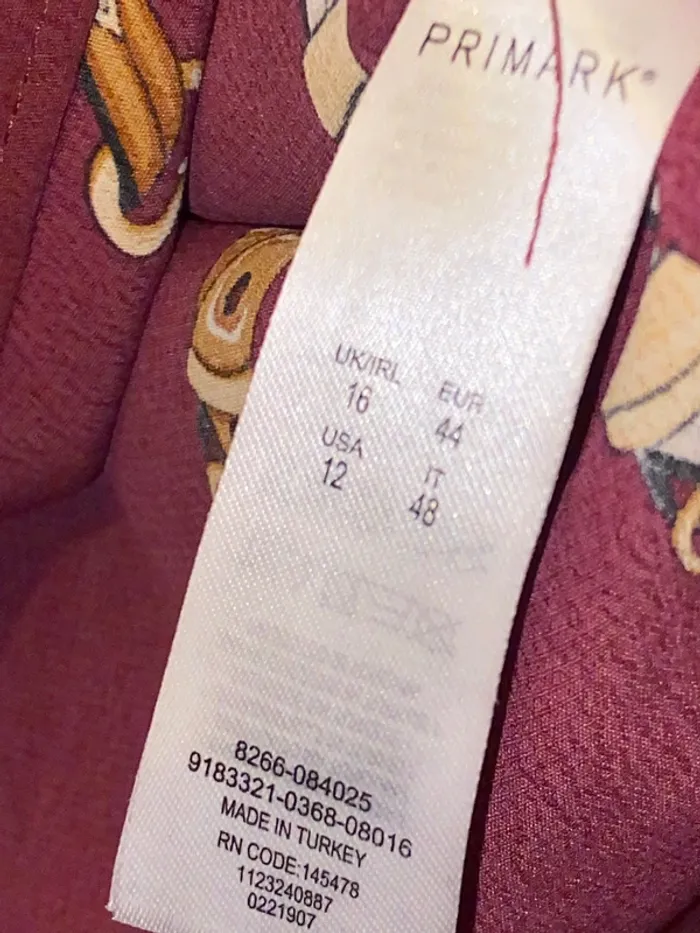 PRIMARK®
UK/IRL EUR
16 44
USA IT
12 48
8266-084025
9183321-0368-08016
MADE IN TURKEY
RN CODE:145478
1123240887
0221907